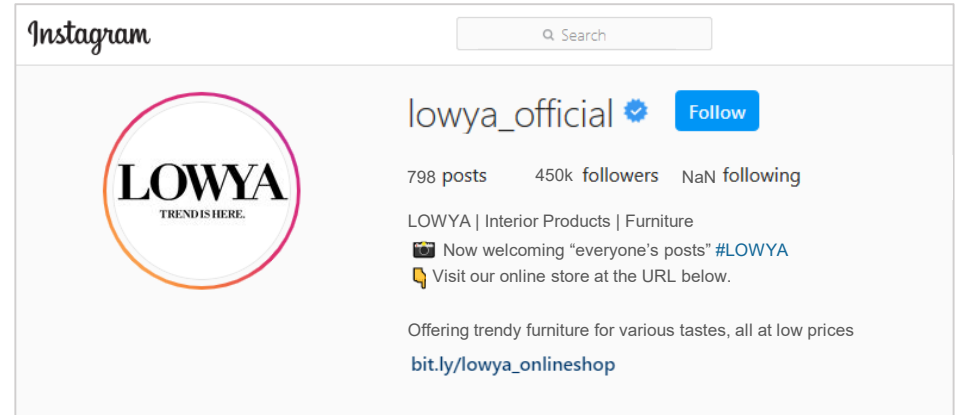 Instagram
Search
LOWYA
TREND IS HERE.
lowya_official
Follow
798 posts 450k followers NaN following
LOWYA | Interior Products | Furniture
📸 Now welcoming “everyone’s posts” #LOWYA
👇 Visit our online store at the URL below.
Offering trendy furniture for various tastes, all at low prices
bit.ly/lowya_onlineshop